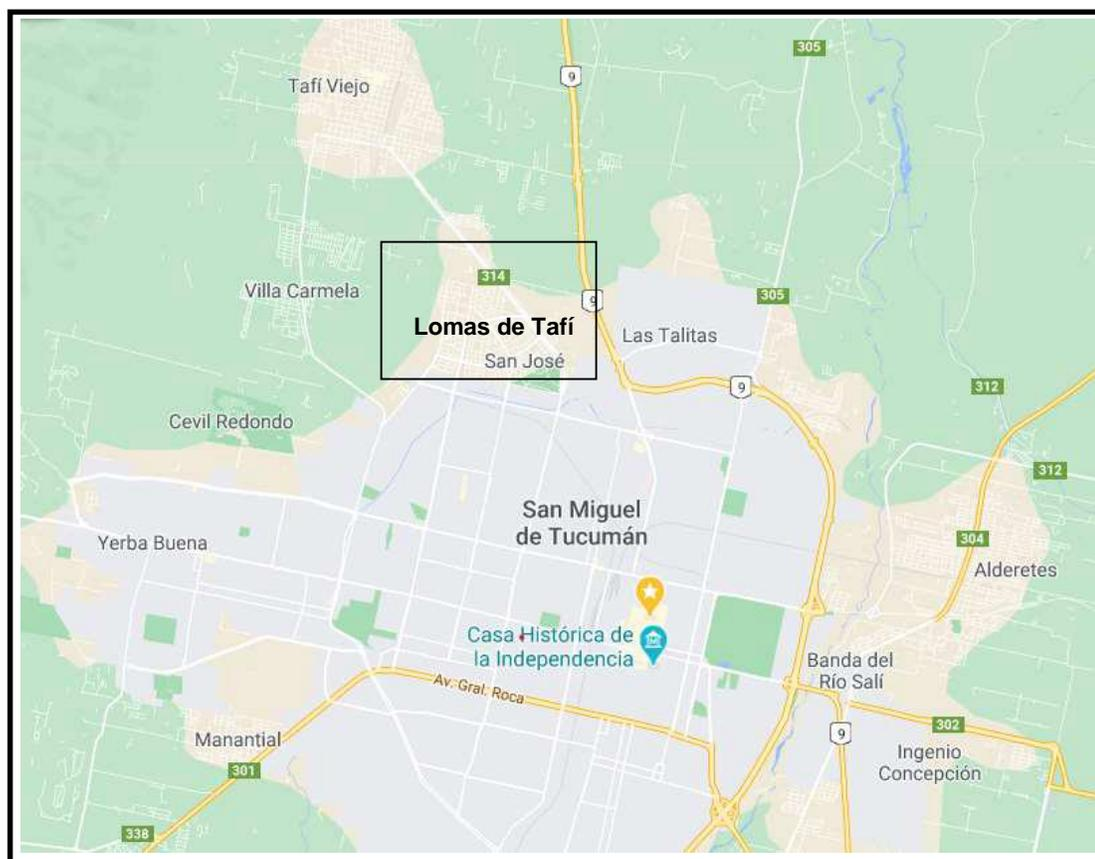 305
9
Tafí Viejo
314
Villa Carmela
9
305
Lomas de Tafí
Las Talitas
San José
9
312
Cevil Redondo
312
San Miguel
de Tucumán
304
Yerba Buena
Alderetes
Casa Histórica de
la Independencia
Banda del
Río Salí
Av. Gral. Roca
302
9
Manantial
Ingenio
Concepción
301
338